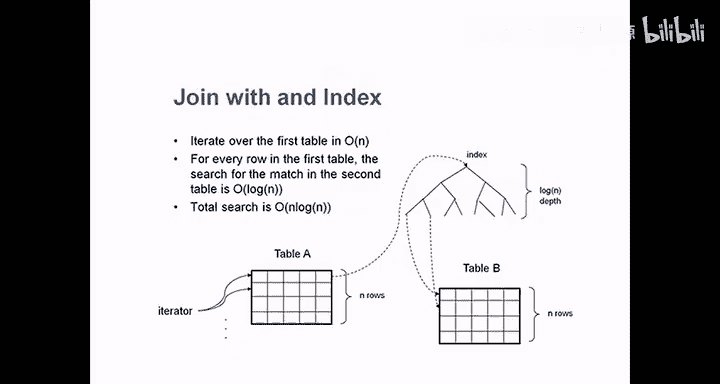 bilibili
Join with and Index
• Iterate over the first table in O(n)
• For every row in the first table, the
search for the match in the second
table is O(log(n))
• Total search is O(nlog(n))
index
log(n)
depth
Table A
n rows
iterator
Table B
n rows